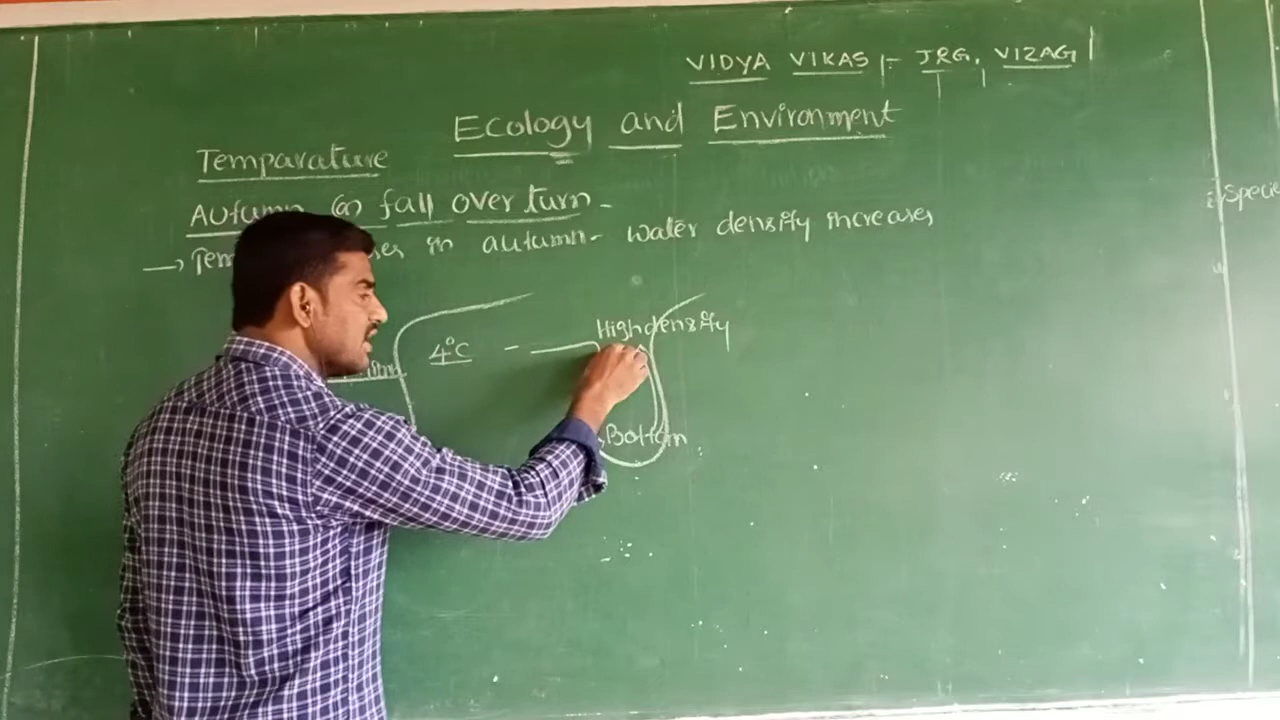 VIDYA VIKAS |- JRG, VIZAG
Ecology and Environment
Temparature
Autumn (or) fall over turn -
→ in autumn - water density increases
4°C - High density
Bottom
Specie